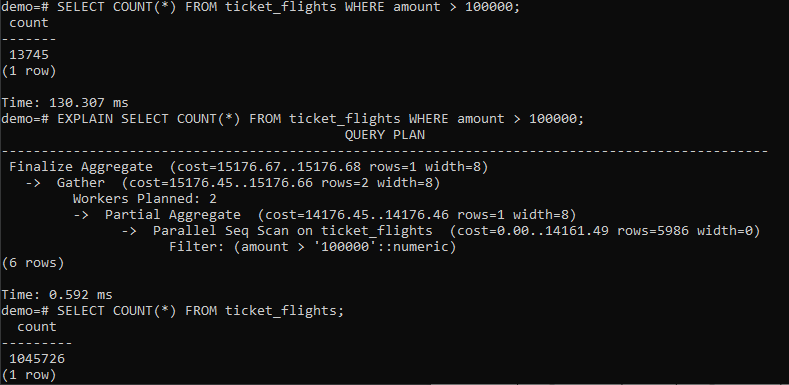 demo=# SELECT COUNT(*) FROM ticket_flights WHERE amount > 100000;
 count
-------
 13745
(1 row)

Time: 130.307 ms
demo=# EXPLAIN SELECT COUNT(*) FROM ticket_flights WHERE amount > 100000;
                                          QUERY PLAN
-----------------------------------------------------------------------------------------------
 Finalize Aggregate  (cost=15176.67..15176.68 rows=1 width=8)
   ->  Gather  (cost=15176.45..15176.66 rows=2 width=8)
         Workers Planned: 2
         ->  Partial Aggregate  (cost=14176.45..14176.46 rows=1 width=8)
               ->  Parallel Seq Scan on ticket_flights  (cost=0.00..14161.49 rows=5986 width=0)
                     Filter: (amount > '100000'::numeric)
(6 rows)

Time: 0.592 ms
demo=# SELECT COUNT(*) FROM ticket_flights;
  count
---------
 1045726
(1 row)